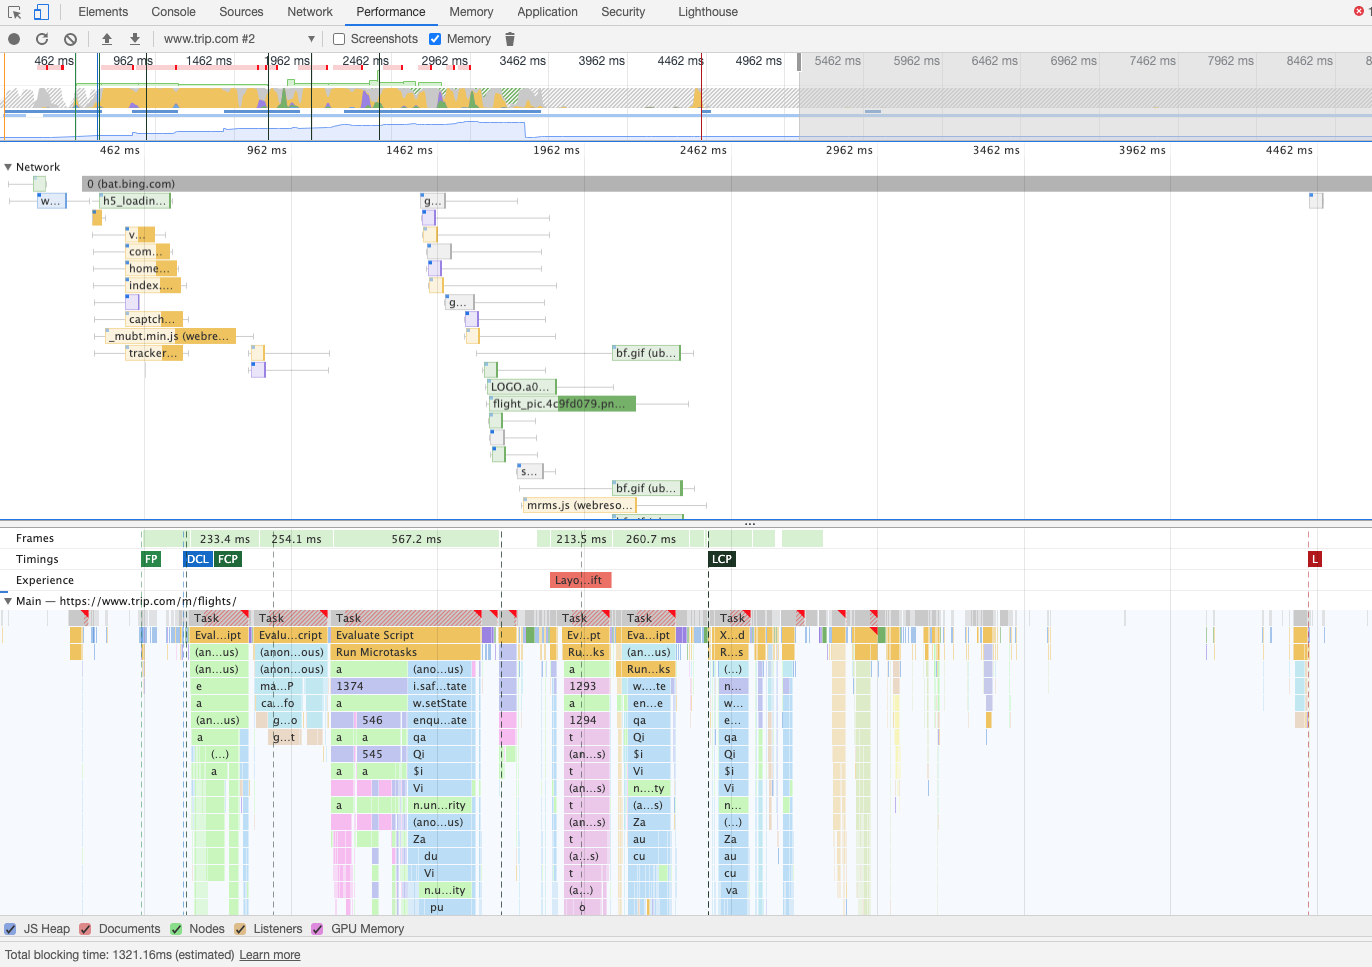 Elements Console Sources Network Performance Memory Application Security Lighthouse
www.trip.com #2 Screenshots Memory
462 ms 962 ms 1462 ms 1962 ms 2462 ms 2962 ms 3462 ms 3962 ms 4462 ms 4962 ms 5462 ms 5962 ms 6462 ms 6962 ms 7462 ms 7962 ms 8462 ms
462 ms 962 ms 1462 ms 1962 ms 2462 ms 2962 ms 3462 ms 3962 ms 4462 ms
Network
0 (bat.bing.com)
w... h5_loadin... g...
v...
com...
home...
index....
g...
captch...
_mubt.min.js (webre...
tracker... bf.gif (ub...
LOGO.a0...
flight_pic.4c9fd079.pn...
s...
bf.gif (ub...
mrms.js (webreso...
...
Frames 233.4 ms 254.1 ms 567.2 ms 213.5 ms 260.7 ms
Timings FP DCL FCP LCP L
Experience Layo...ift
Main — https://www.trip.com/m/flights/
Task Task Task Task Task Task
Eval...ipt Evalu...cript Evaluate Script Ev...pt Eva...ipt X...d
(an...us) (anon...ous) Run Microtasks Ru...ks (an...us) R...s
(an...us) (anon...ous) a (ano...us) a Run...ks (...)
e ma...P 1374 i.saf...tate 1293 w....te n...
a ca...fo a w.setState a en...e w...
(an...us) g...o 546 enqu...ate 1294 qa e...
a g...t a a qa t Qi qa
(...) 545 Qi (an...s) $i Qi
a a a $i t Vi $i
Vi (an...s) n....ty Vi
a n.un...rity t (a...s) n...
(ano...us) (an...s) Za (...)
Za t au Za
du (a...s) cu au
Vi t cu
n.u...ity (a...) va
pu o
JS Heap Documents Nodes Listeners GPU Memory
Total blocking time: 1321.16ms (estimated) Learn more